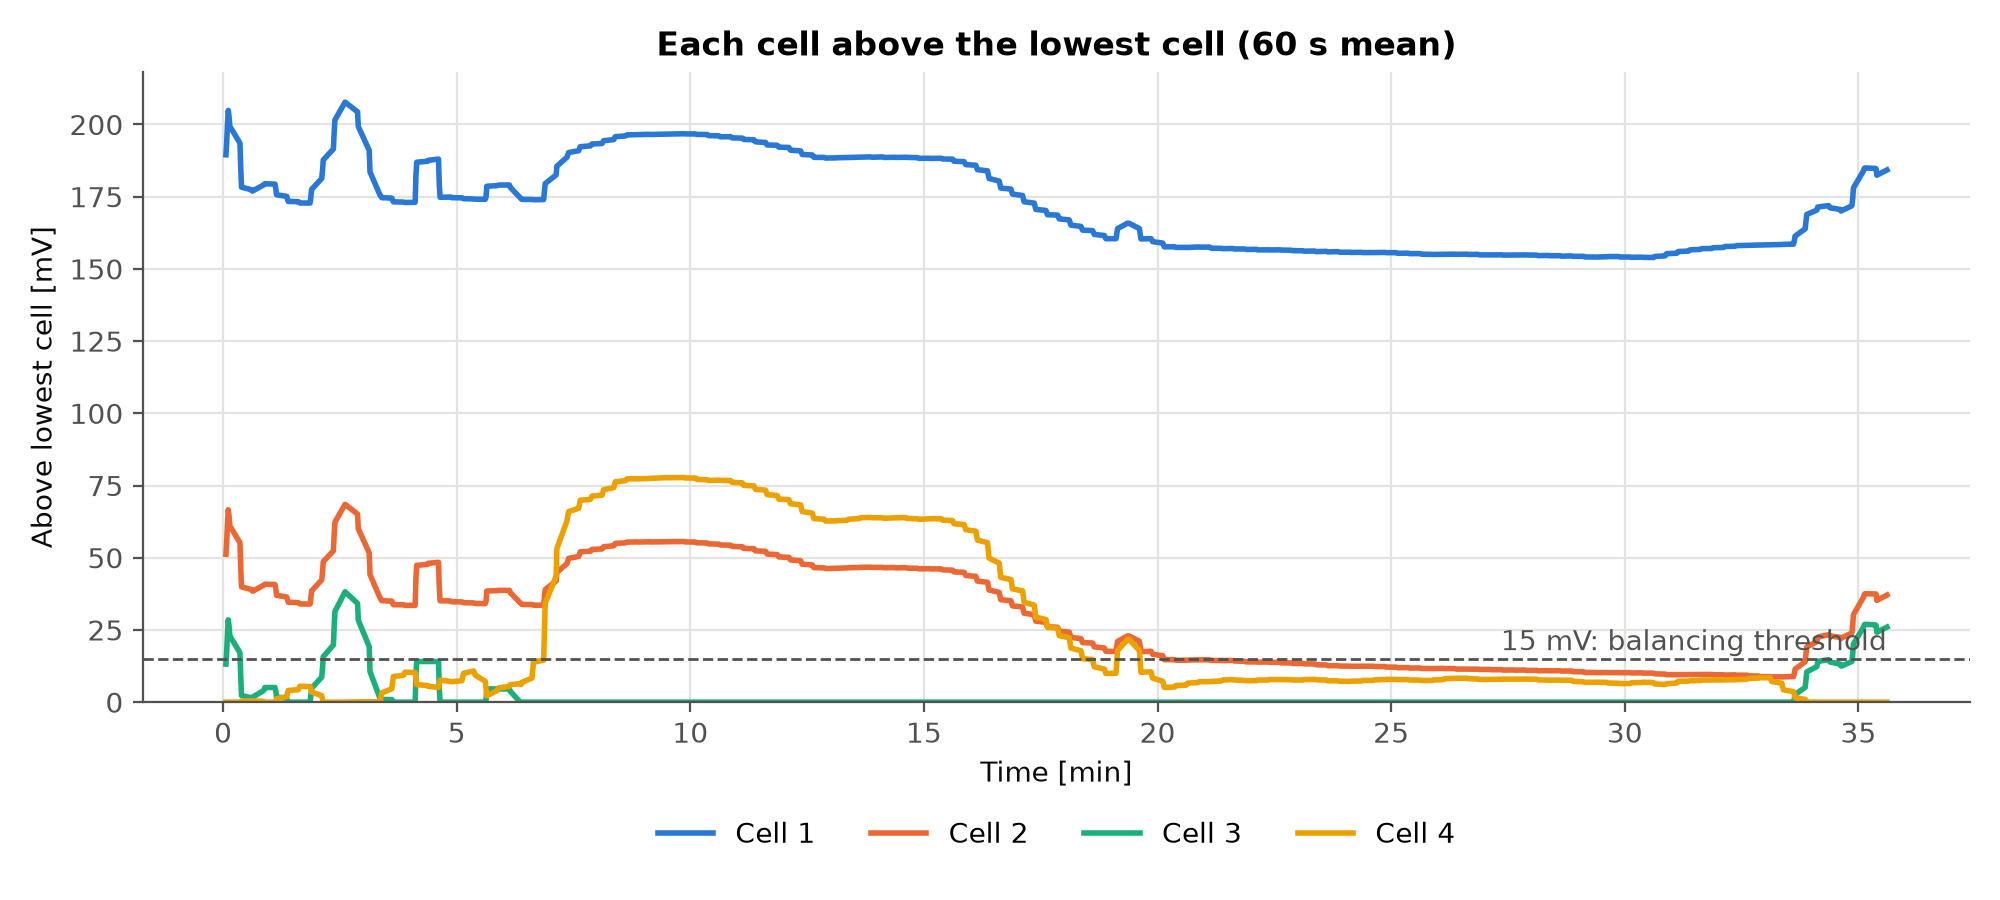 Each cell above the lowest cell (60 s mean)
Above lowest cell [mV]
200
175
150
125
100
75
50
25
0
15 mV: balancing threshold
0 5 10 15 20 25 30 35
Time [min]
Cell 1 Cell 2 Cell 3 Cell 4